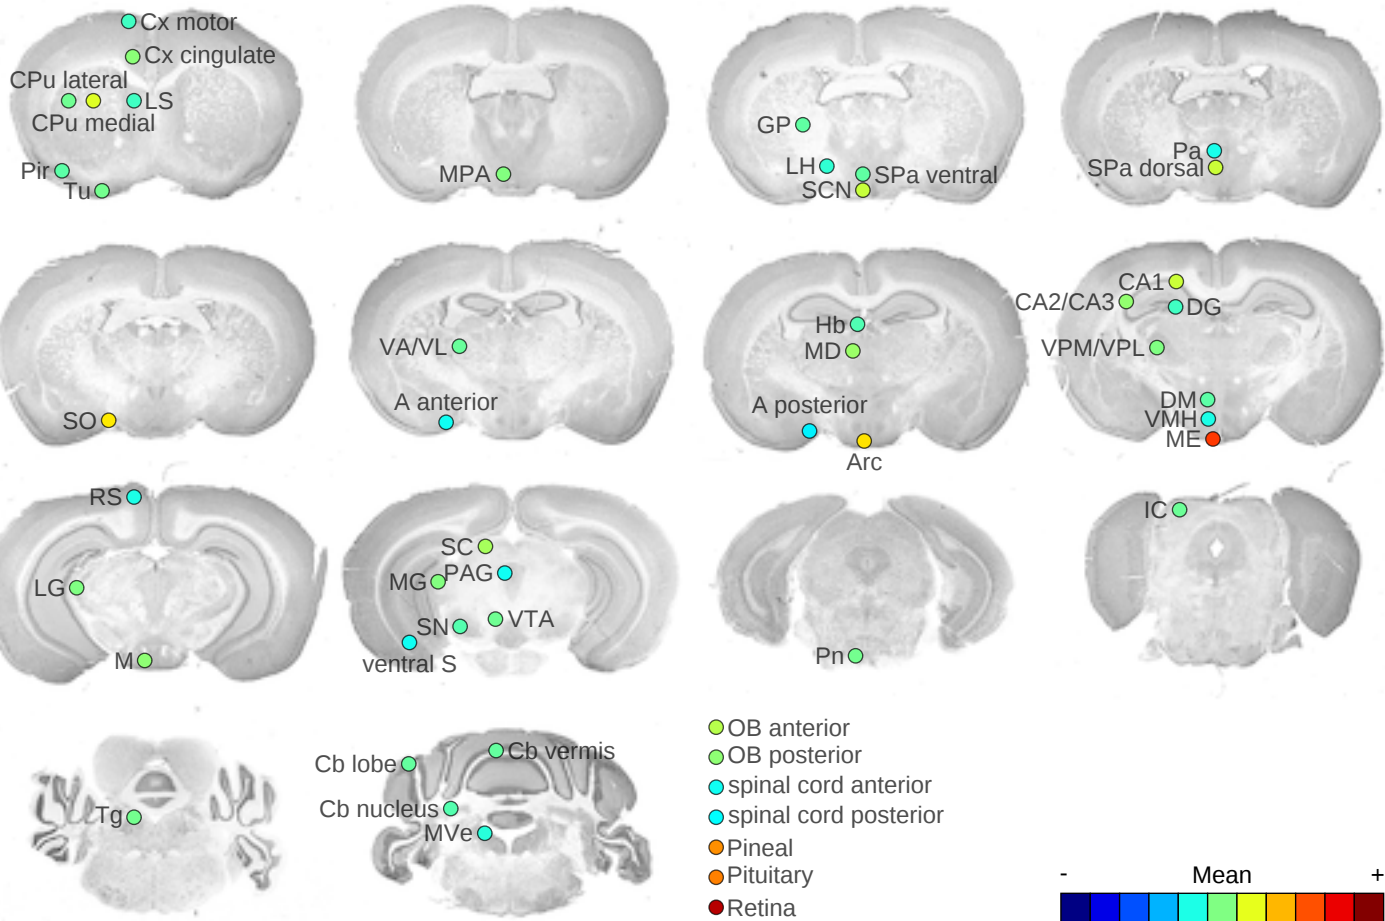 Cx motor
Cx cingulate
CPu lateral
LS
CPu medial
Pir
Tu
MPA
GP
LH
SPa ventral
SCN
Pa
SPa dorsal
SO
VA/VL
A anterior
Hb
MD
A posterior
Arc
CA1
CA2/CA3
DG
VPM/VPL
DM
VMH
ME
RS
LG
M
SC
MG
PAG
SN
VTA
ventral S
Pn
IC
Tg
Cb lobe
Cb vermis
Cb nucleus
MVe
OB anterior
OB posterior
spinal cord anterior
spinal cord posterior
Pineal
Pituitary
Retina
- Mean +